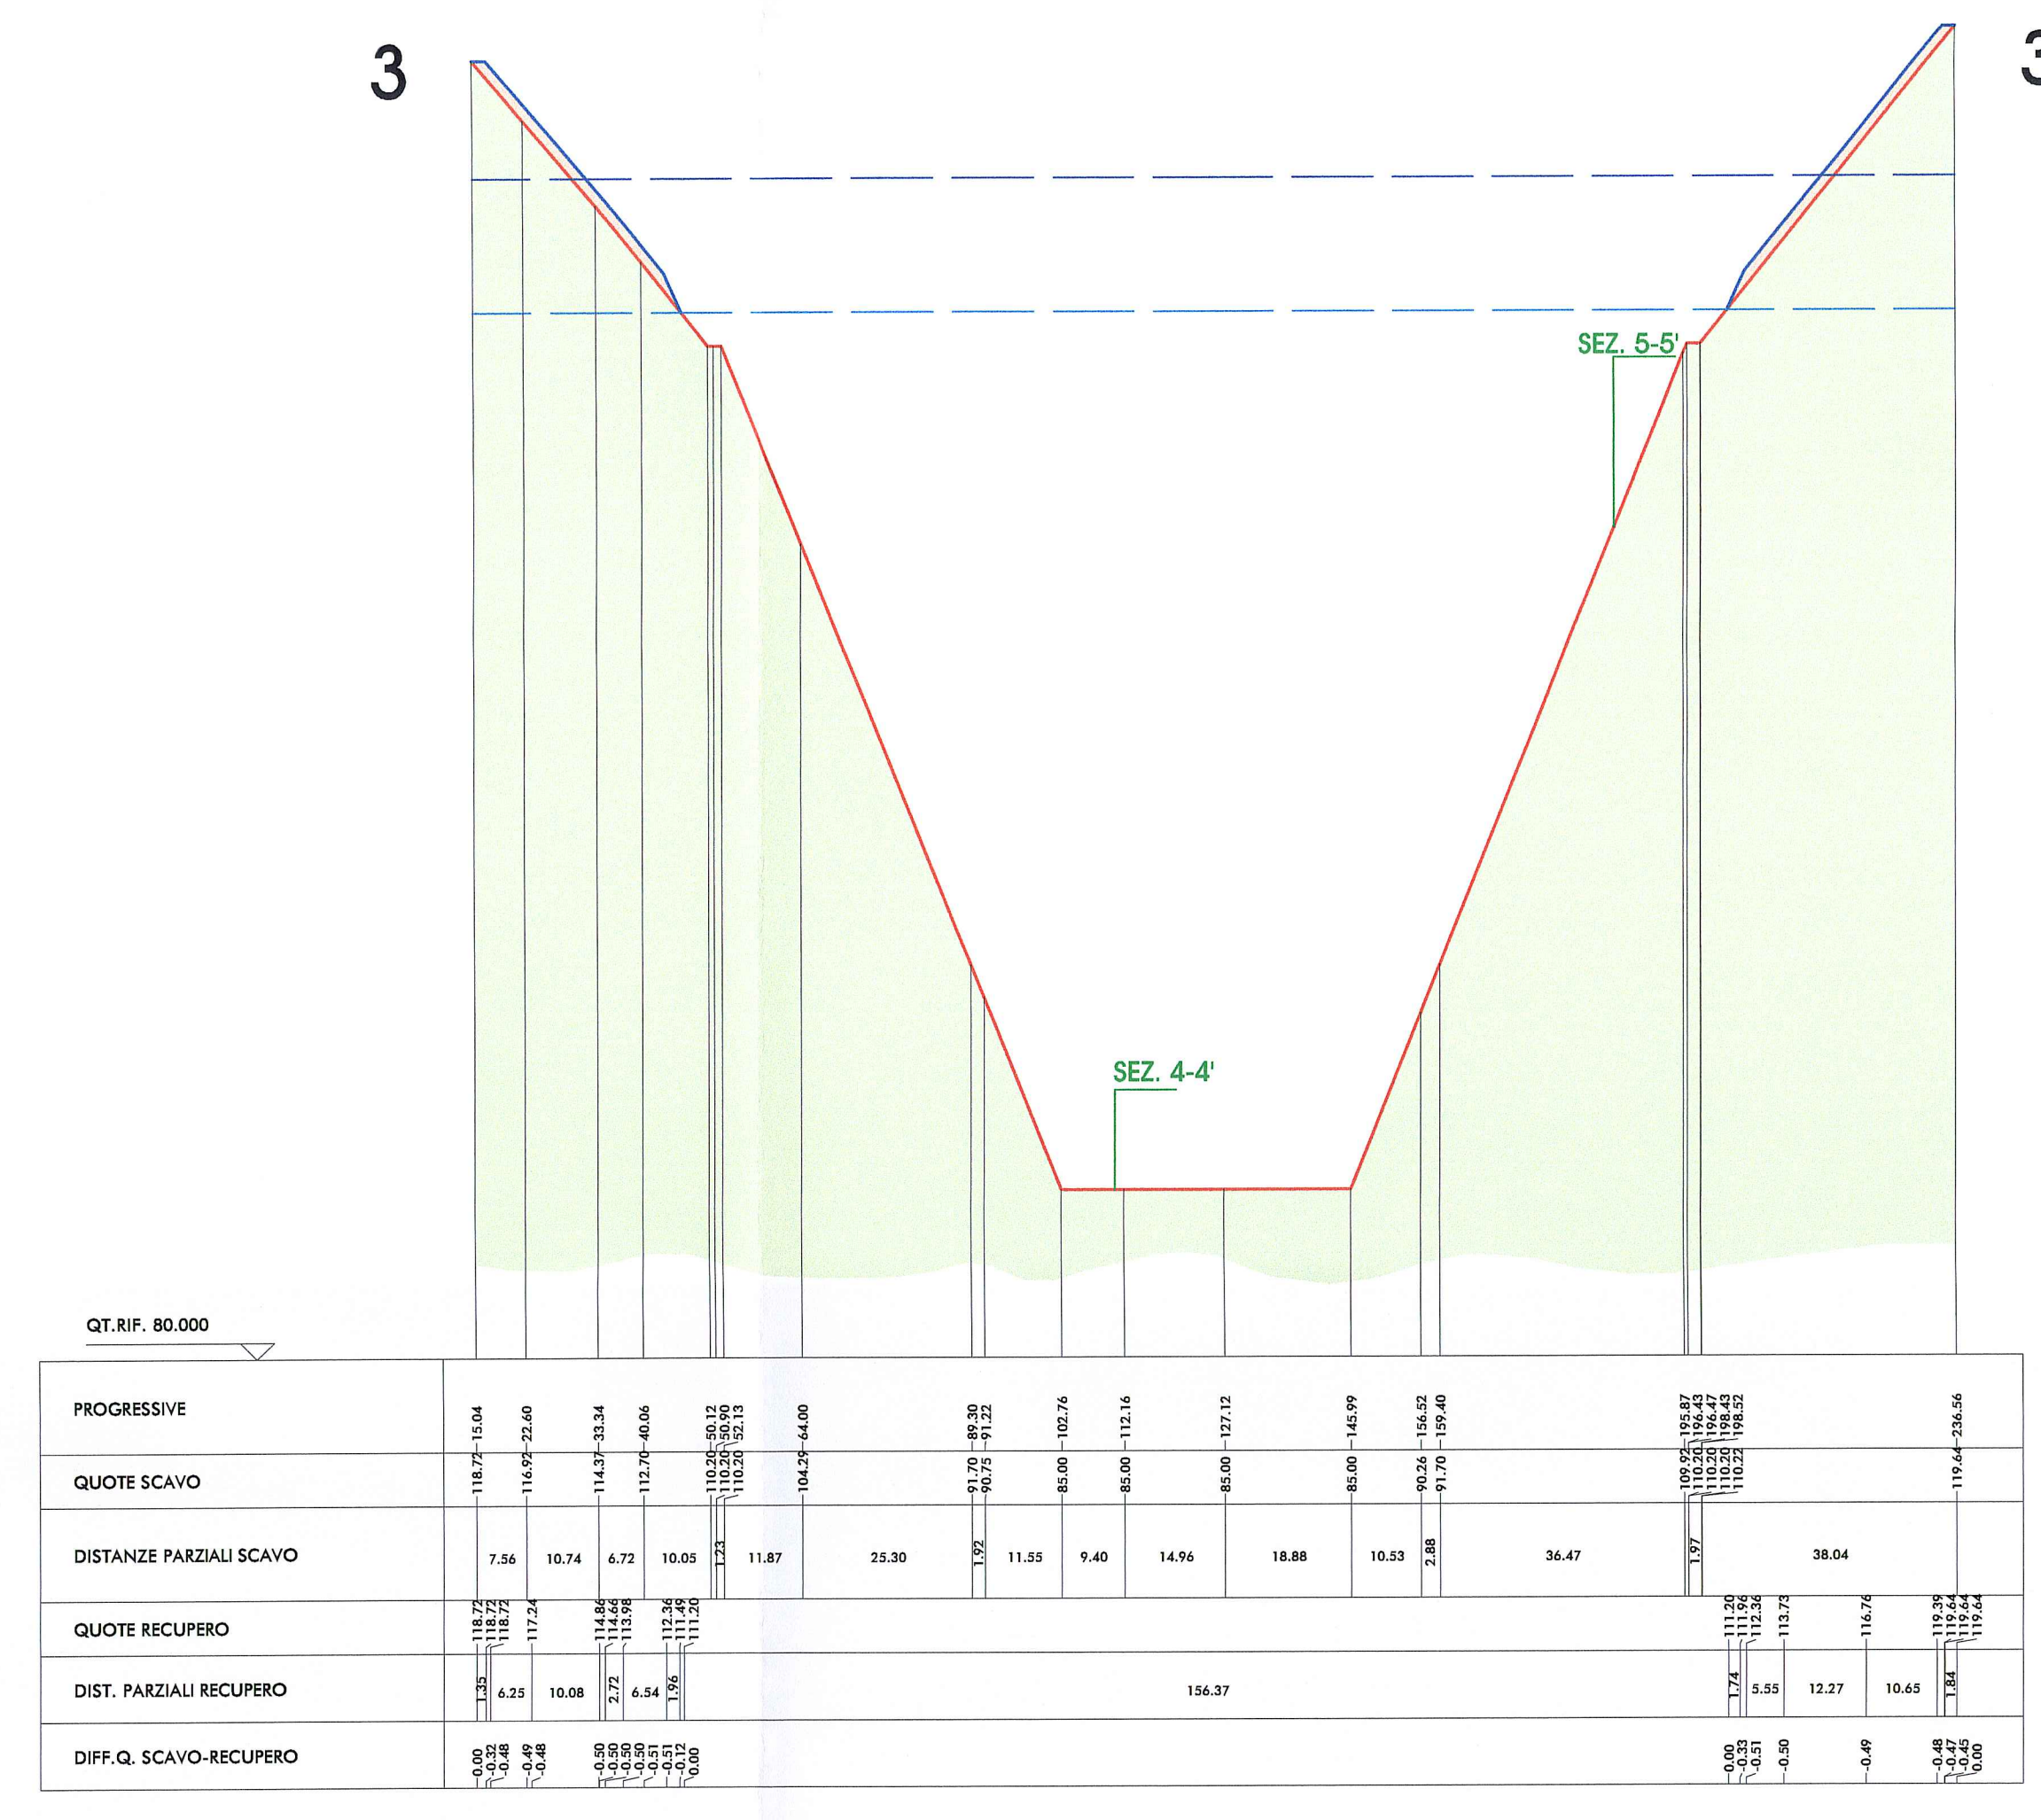 3
3
SEZ. 5-5'
SEZ. 4-4'
QT.RIF. 80.000
PROGRESSIVE 15.04 22.60 33.34 40.06 50.12 50.90 52.13 64.00 89.30 91.22 102.76 112.16 127.12 145.99 156.52 159.40 195.87 196.43 196.47 198.43 198.52 236.56
QUOTE SCAVO 118.72 116.92 114.37 112.70 110.20 110.20 110.20 104.29 91.70 90.75 85.00 85.00 85.00 85.00 90.26 91.70 109.92 110.20 110.20 110.20 110.22 119.64
DISTANZE PARZIALI SCAVO 7.56 10.74 6.72 10.05 1.23 11.87 25.30 1.92 11.55 9.40 14.96 18.88 10.53 2.88 36.47 1.97 38.04
QUOTE RECUPERO 118.72 118.72 118.72 117.24 114.86 114.66 113.98 112.36 111.49 111.20 111.20 111.96 112.36 113.73 116.76 119.39 119.64 119.64 119.64
DIST. PARZIALI RECUPERO 1.35 6.25 10.08 2.72 6.54 1.96 156.37 1.74 5.55 12.27 10.65 1.84
DIFF.Q. SCAVO-RECUPERO 0.00 -0.32 -0.48 -0.49 -0.48 -0.50 -0.50 -0.50 -0.50 -0.51 -0.51 -0.12 0.00 0.00 -0.33 -0.51 -0.50 -0.49 -0.48 -0.47 -0.45 0.00